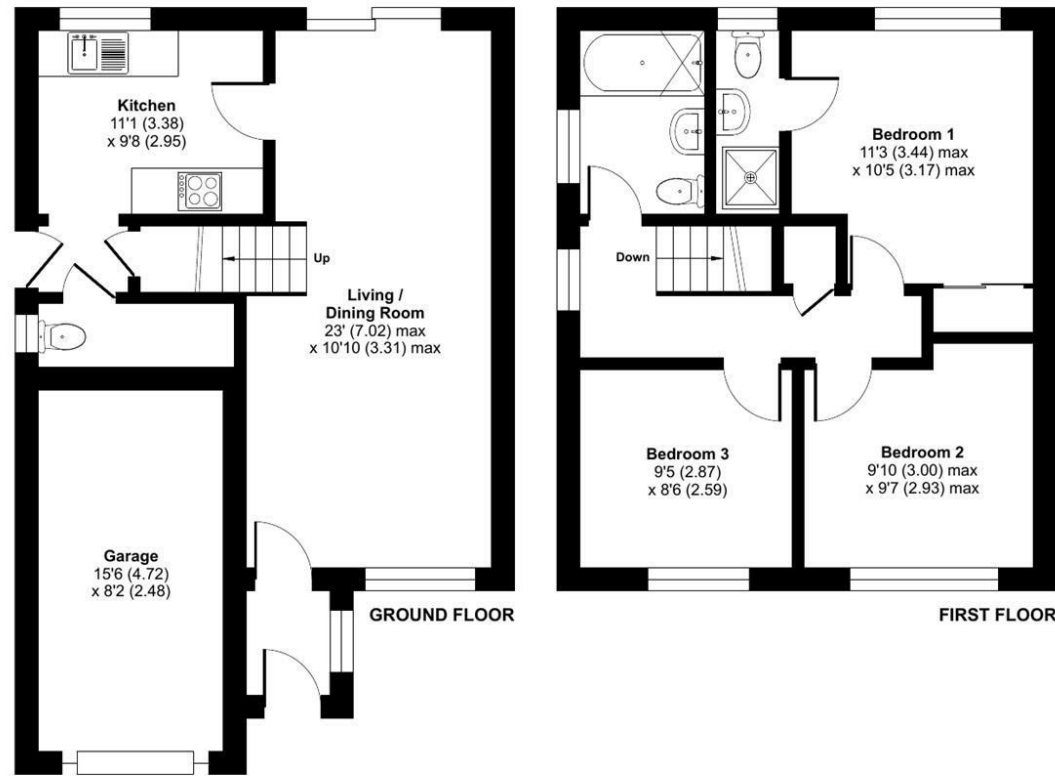 Kitchen
11'1 (3.38)
x 9'8 (2.95)
Up
Living /
Dining Room
23' (7.02) max
x 10'10 (3.31) max
Garage
15'6 (4.72)
x 8'2 (2.48)
GROUND FLOOR
Bedroom 1
11'3 (3.44) max
x 10'5 (3.17) max
Down
Bedroom 3
9'5 (2.87)
x 8'6 (2.59)
Bedroom 2
9'10 (3.00) max
x 9'7 (2.93) max
FIRST FLOOR